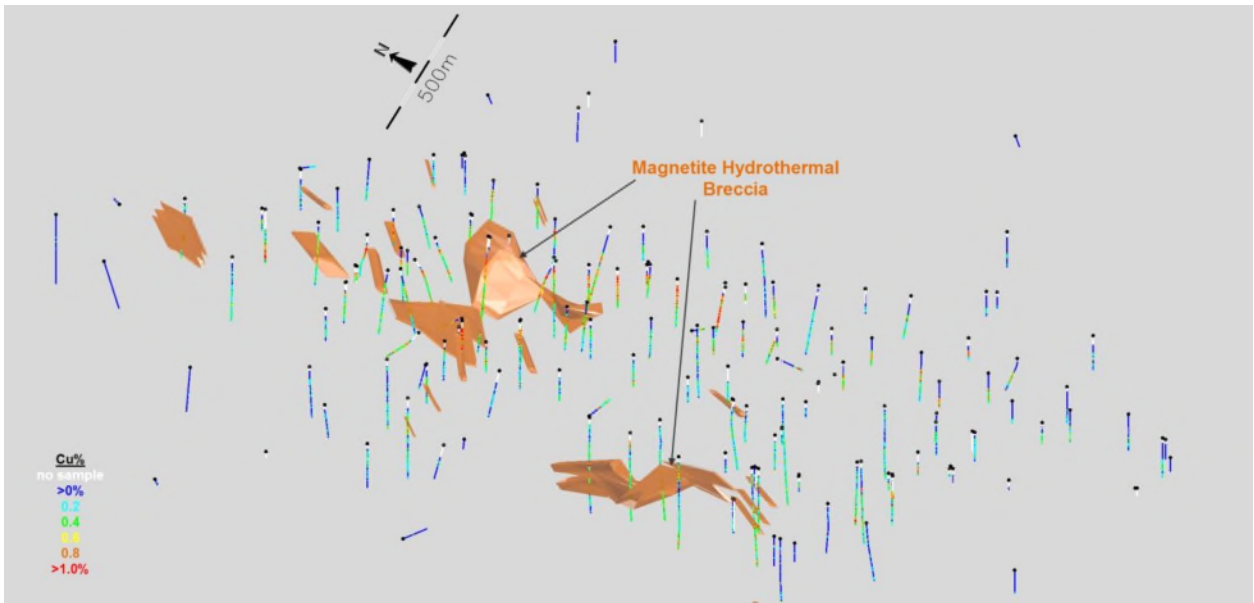 N
500m
Magnetite Hydrothermal
Breccia
Cu%
no sample
>0%
0.2
0.4
0.6
0.8
>1.0%